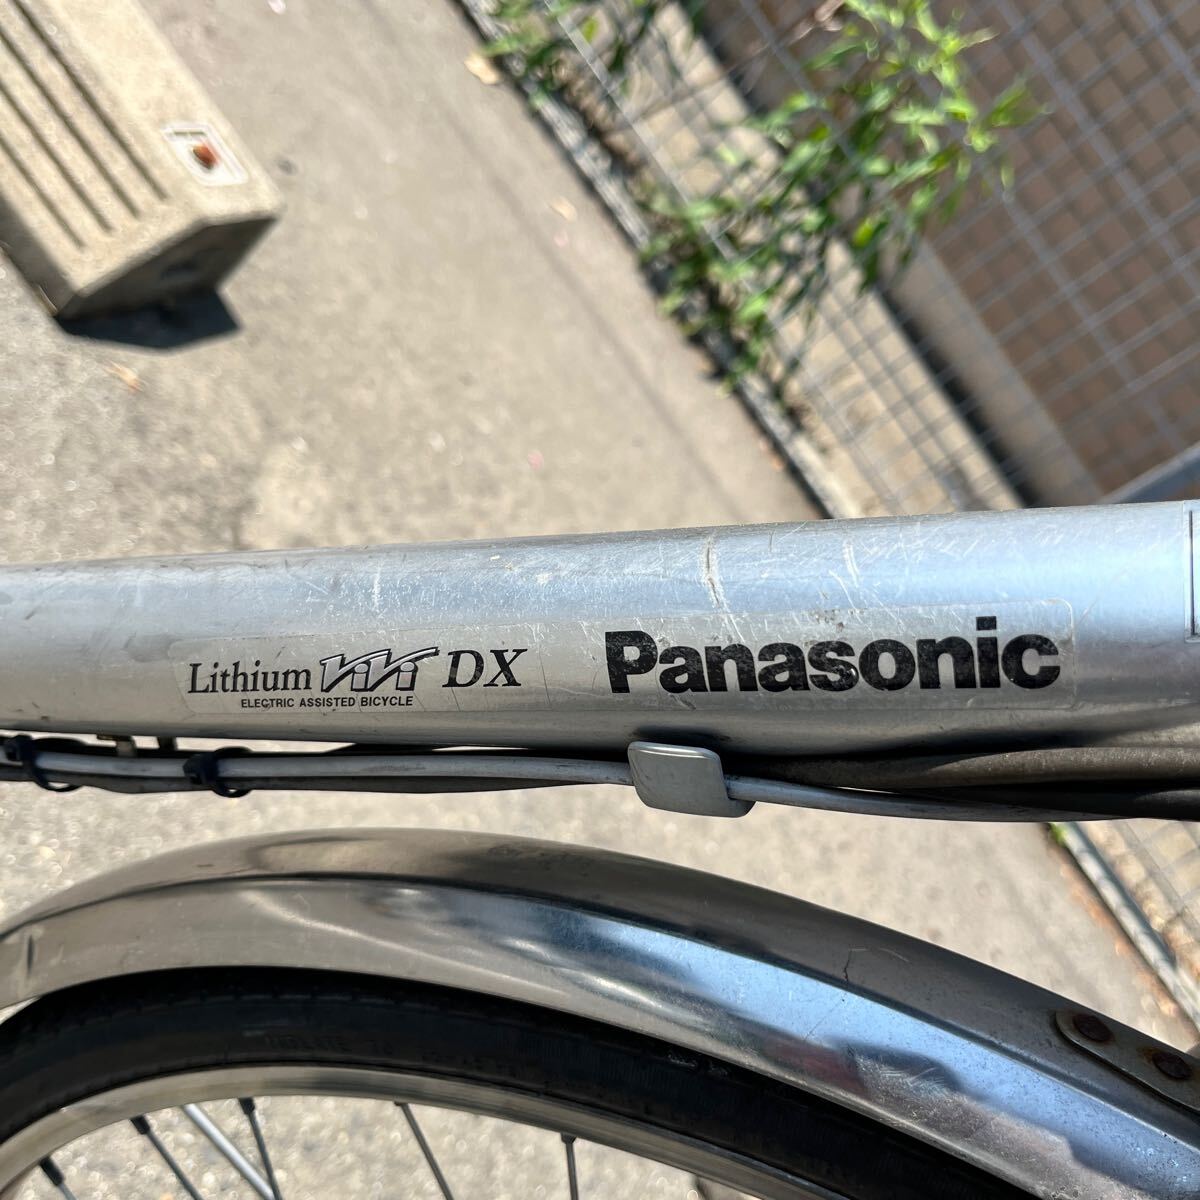 Lithium ViVi DX Panasonic
ELECTRIC ASSISTED BICYCLE